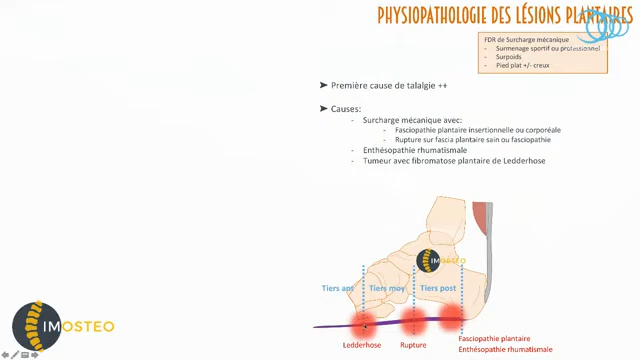 PHYSIOPATHOLOGIE DES LÉSIONS PLANTAIRES
FDR de Surcharge mécanique
- Surmenage sportif ou professionnel
- Surpoids
- Pied plat +/- creux
➤ Première cause de talalgie ++
➤ Causes:
- Surcharge mécanique avec:
- Fasciopathie plantaire insertionnelle ou corporéale
- Rupture sur fascia plantaire sain ou fasciopathie
- Enthésopathie rhumatismale
- Tumeur avec fibromatose plantaire de Ledderhose
IMOSTEO
Tiers ant Tiers moy Tiers post
Ledderhose Rupture Fasciopathie plantaire
Enthésopathie rhumatismale
IMOSTEO